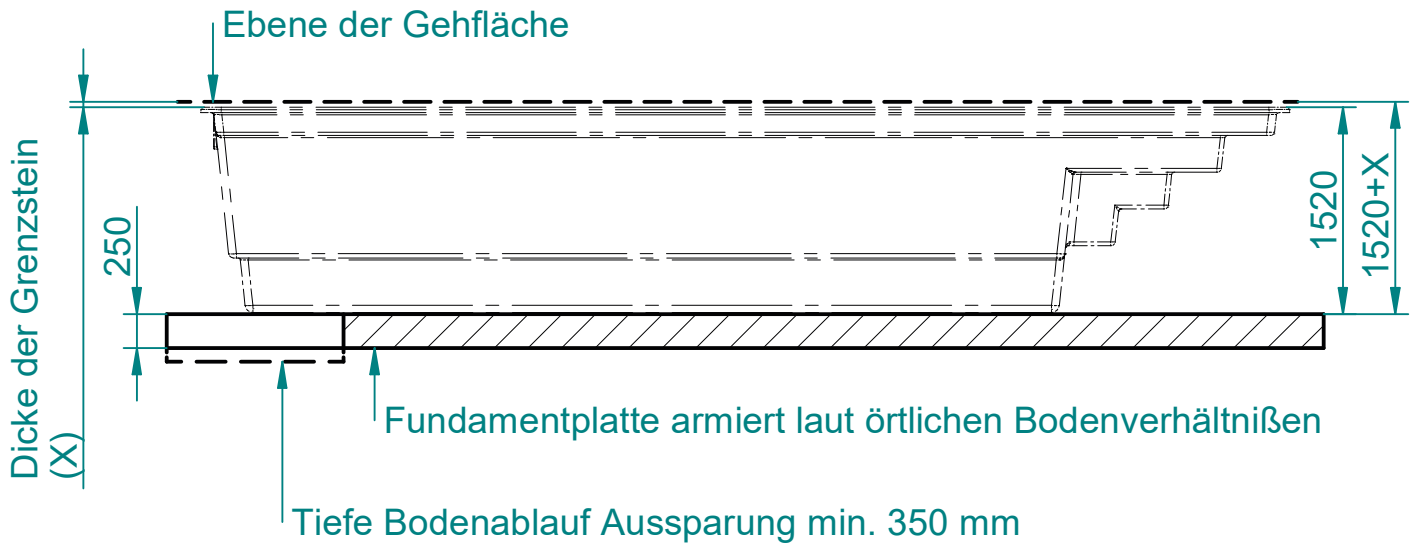 Ebene der Gehfläche
Dicke der Grenzstein
(X)
250
1520
1520+X
Fundamentplatte armiert laut örtlichen Bodenverhältnißen
Tiefe Bodenablauf Aussparung min. 350 mm